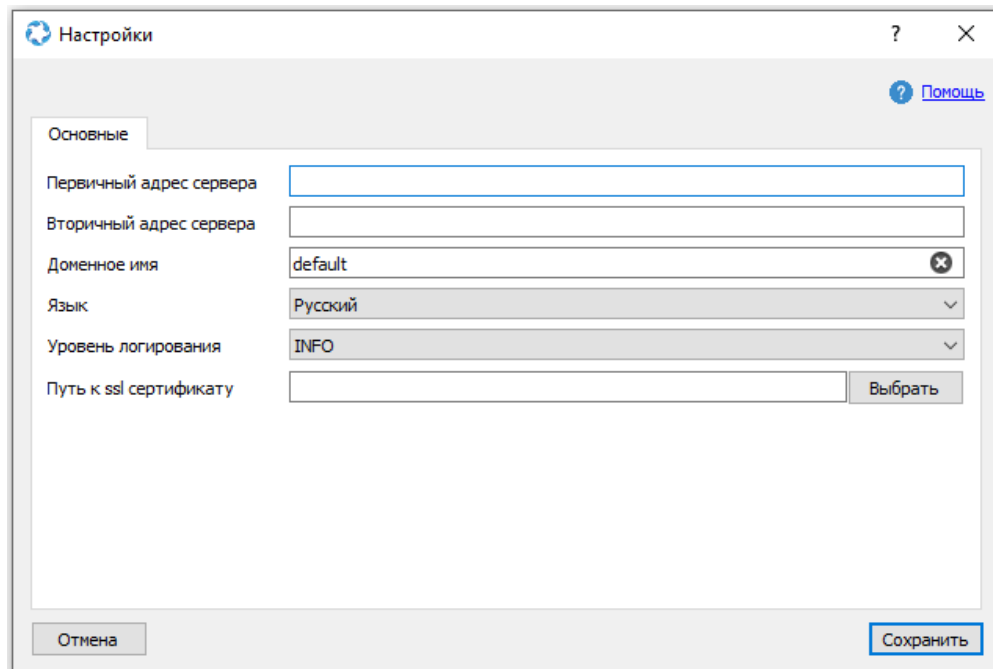 Настройки
?
Помощь
Основные
Первичный адрес сервера
Вторичный адрес сервера
Доменное имя default
Язык Русский
Уровень логирования INFO
Путь к ssl сертификату Выбрать
Отмена Сохранить